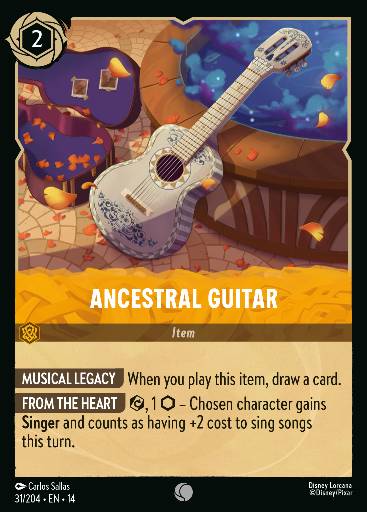 2
ANCESTRAL GUITAR
Item
MUSICAL LEGACY When you play this item, draw a card.
FROM THE HEART , 1 – Chosen character gains
Singer and counts as having +2 cost to sing songs
this turn.
Carlos Sallas
31/204 • EN • 14
Disney Lorcana
©Disney/Pixar